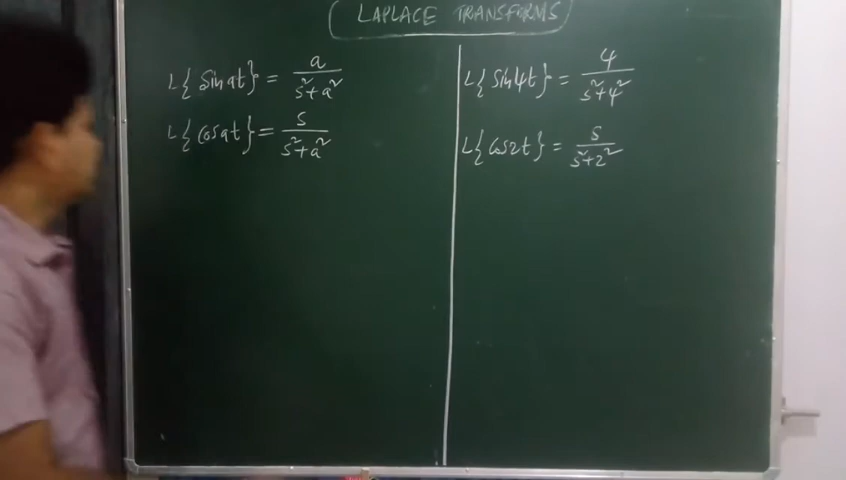 LAPLACE TRANSFORMS
L{sin at} = a/(s²+a²)
L{cos at} = s/(s²+a²)
L{sin 4t} = 4/(s²+4²)
L{cos 2t} = s/(s²+2²)